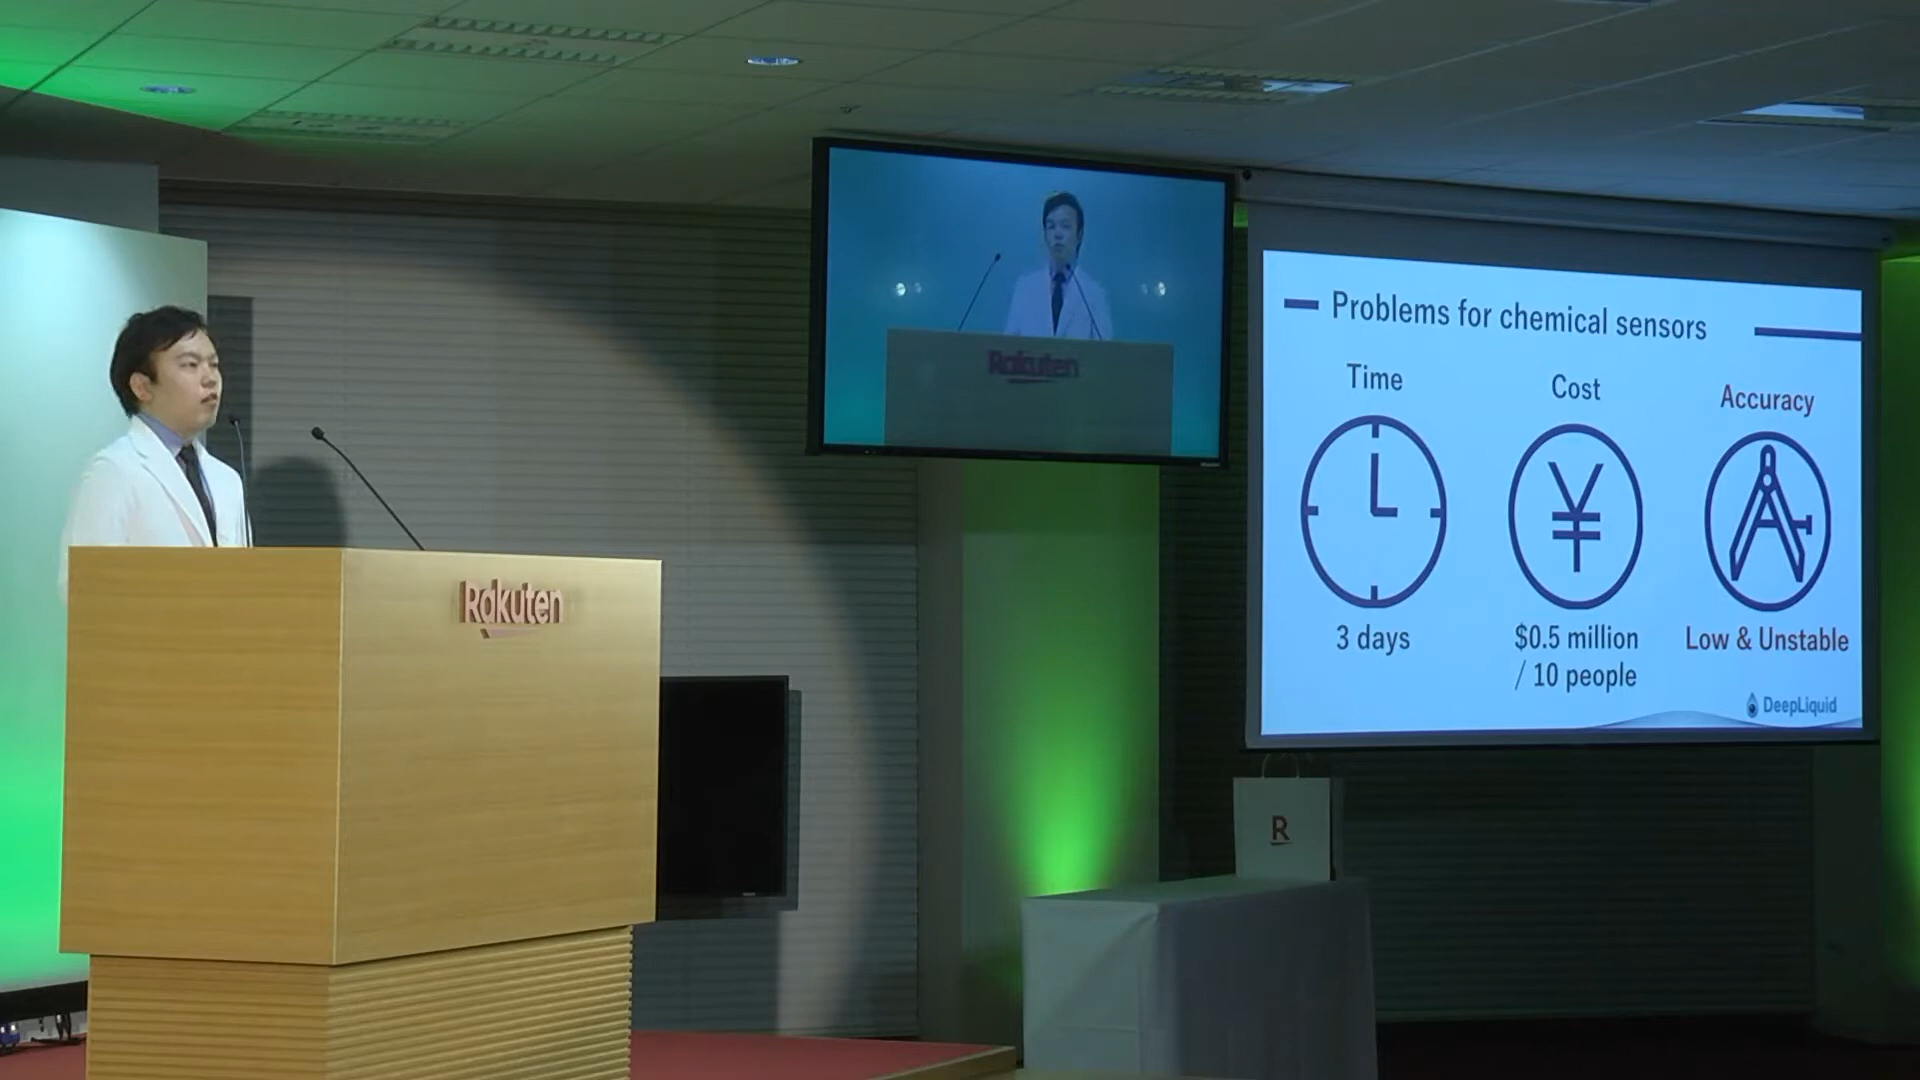 Rakuten
Rakuten
Problems for chemical sensors
Time
Cost
Accuracy
3 days
$0.5 million
/ 10 people
Low & Unstable
DeepLiquid
R